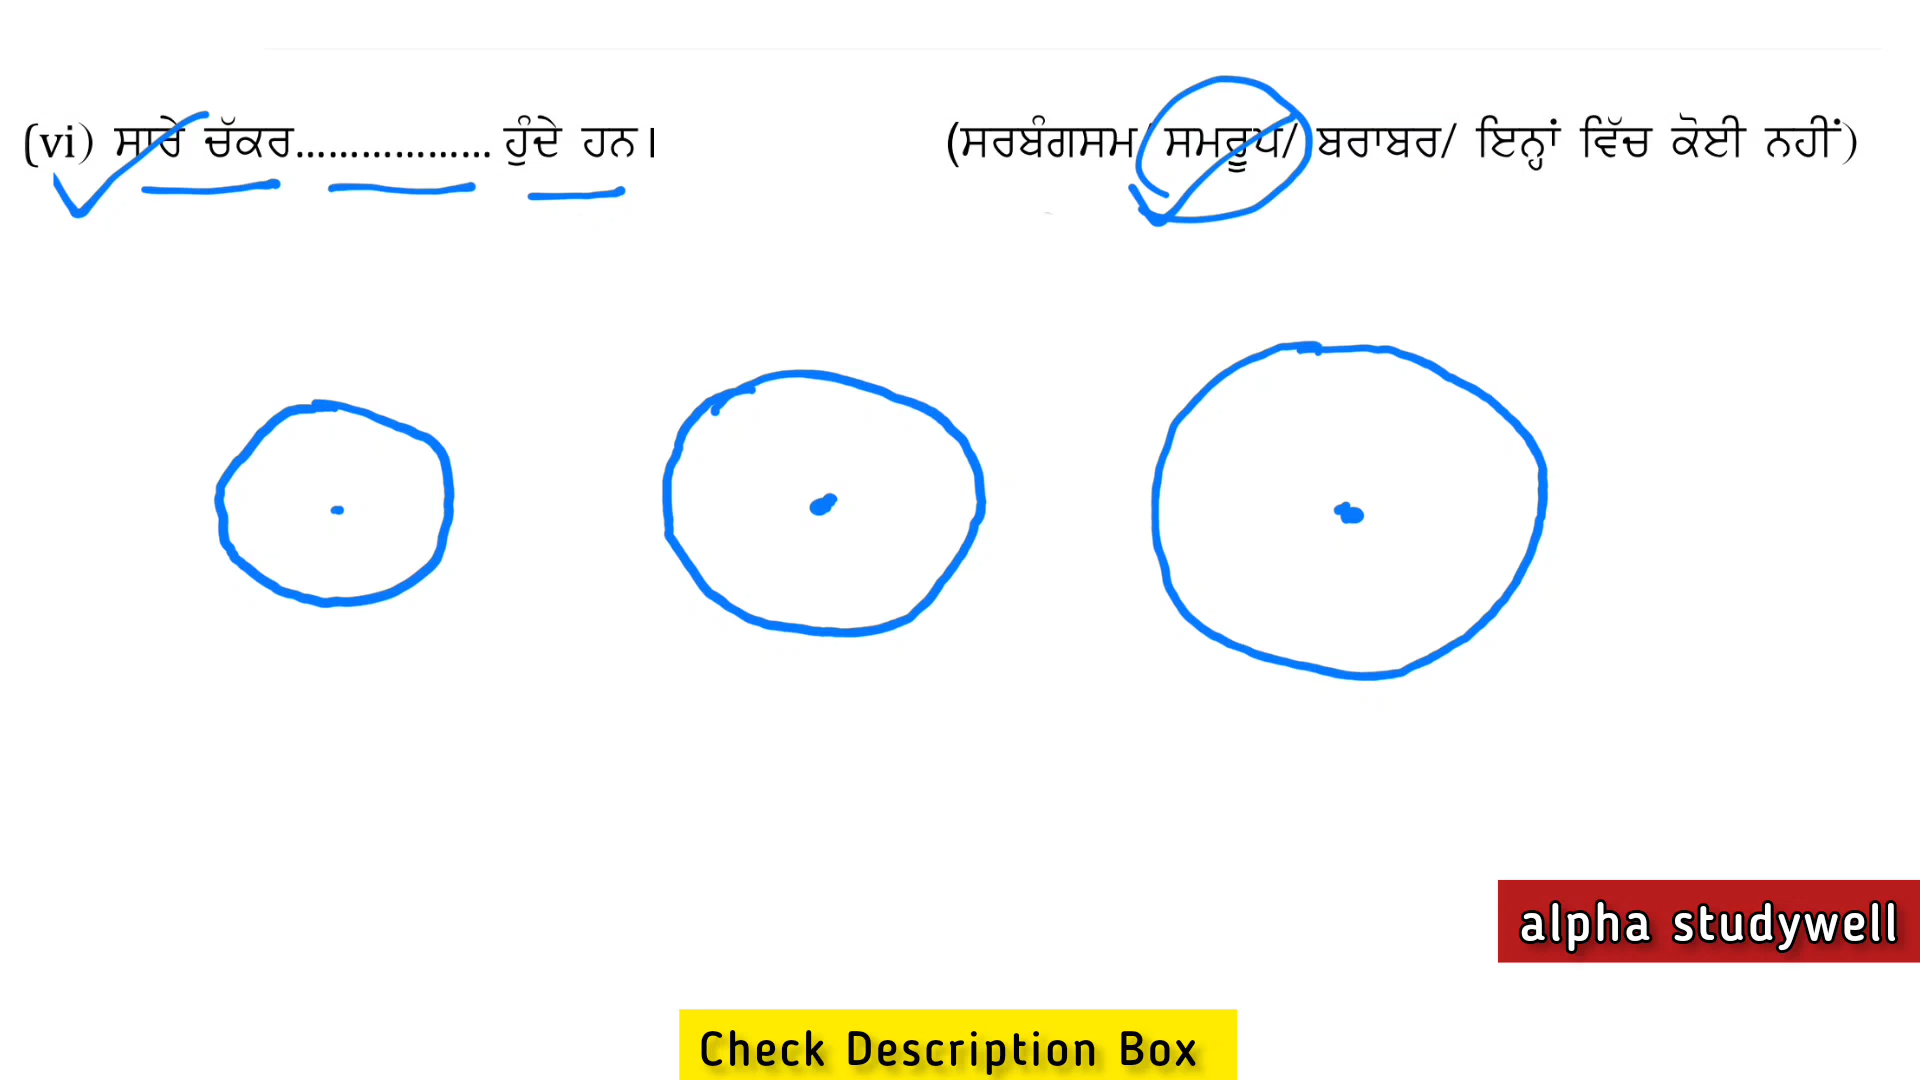 (vi) ਸਾਰੇ ਚੱਕਰ.................. ਹੁੰਦੇ ਹਨ। (ਸਰਬੰਗਸਮ/ ਸਮਰੂਪ/ ਬਰਾਬਰ/ ਇਨ੍ਹਾਂ ਵਿੱਚ ਕੋਈ ਨਹੀਂ)
alpha studywell
Check Description Box